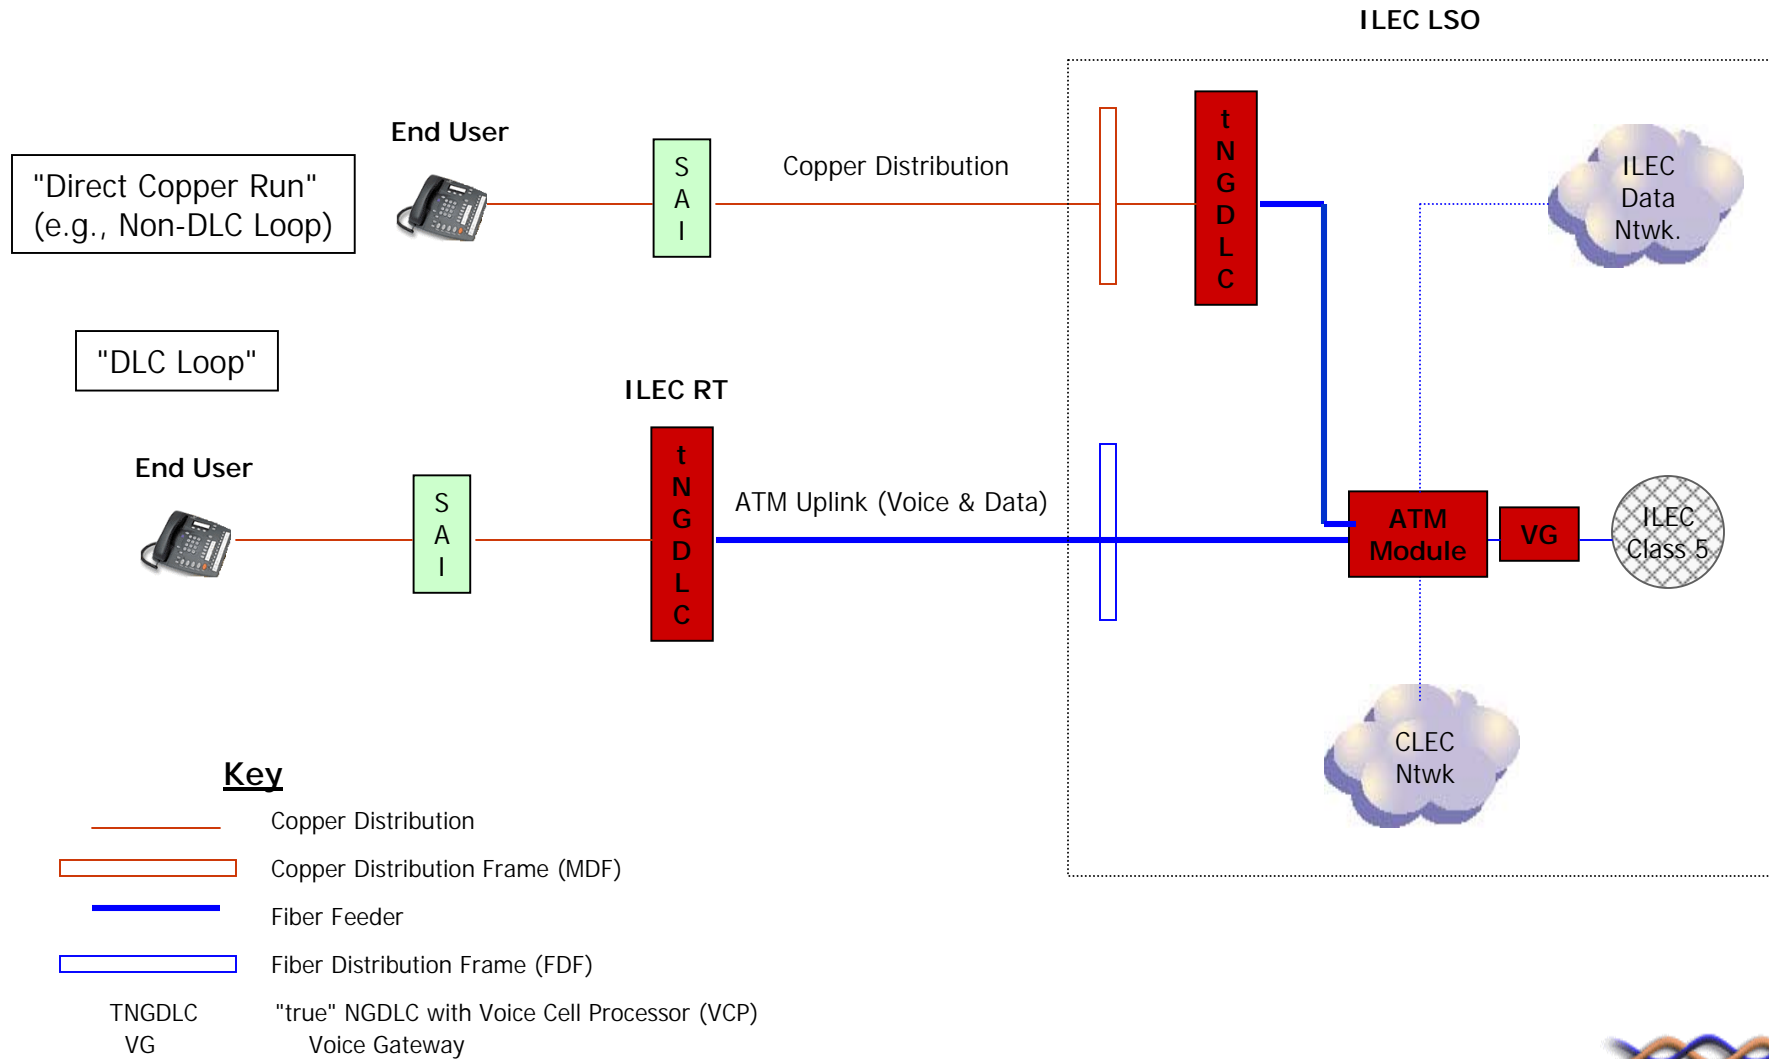 ILEC LSO
End User
"Direct Copper Run"
(e.g., Non-DLC Loop)
S
A
I
Copper Distribution
t
N
G
D
L
C
ILEC
Data
Ntwk.
"DLC Loop"
ILEC RT
End User
S
A
I
t
N
G
D
L
C
ATM Uplink (Voice & Data)
ATM
Module
VG
ILEC
Class 5
CLEC
Ntwk
Key
Copper Distribution
Copper Distribution Frame (MDF)
Fiber Feeder
Fiber Distribution Frame (FDF)
TNGDLC "true" NGDLC with Voice Cell Processor (VCP)
VG Voice Gateway